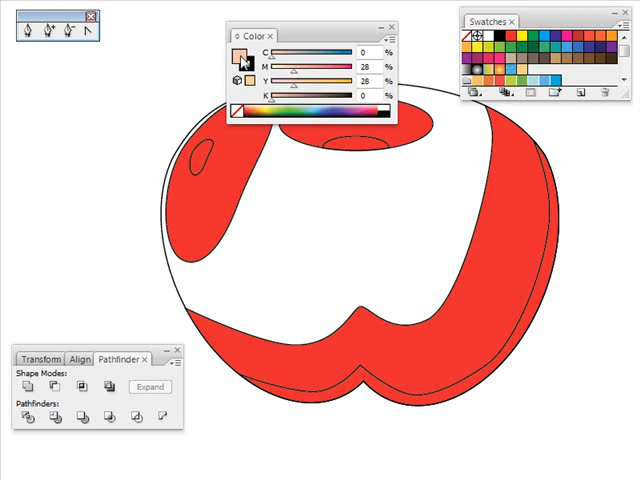 Color
C 0 %
M 28 %
Y 28 %
K 0 %
Swatches
Transform Align Pathfinder
Shape Modes:
Expand
Pathfinders: